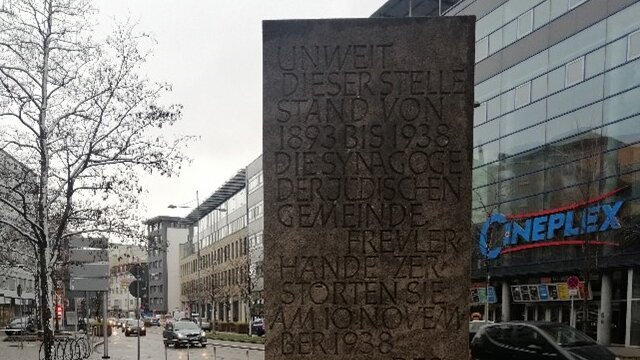 UNWEIT
DIESER STELLE
STAND VON
1893 BIS 1938
DIE SYNAGOGE
DER JÜDISCHEN
GEMEINDE
FREVLER-
HÄNDE ZER-
STÖRTEN SIE
AM 10 NOVEM
BER 1938
CINEPLEX